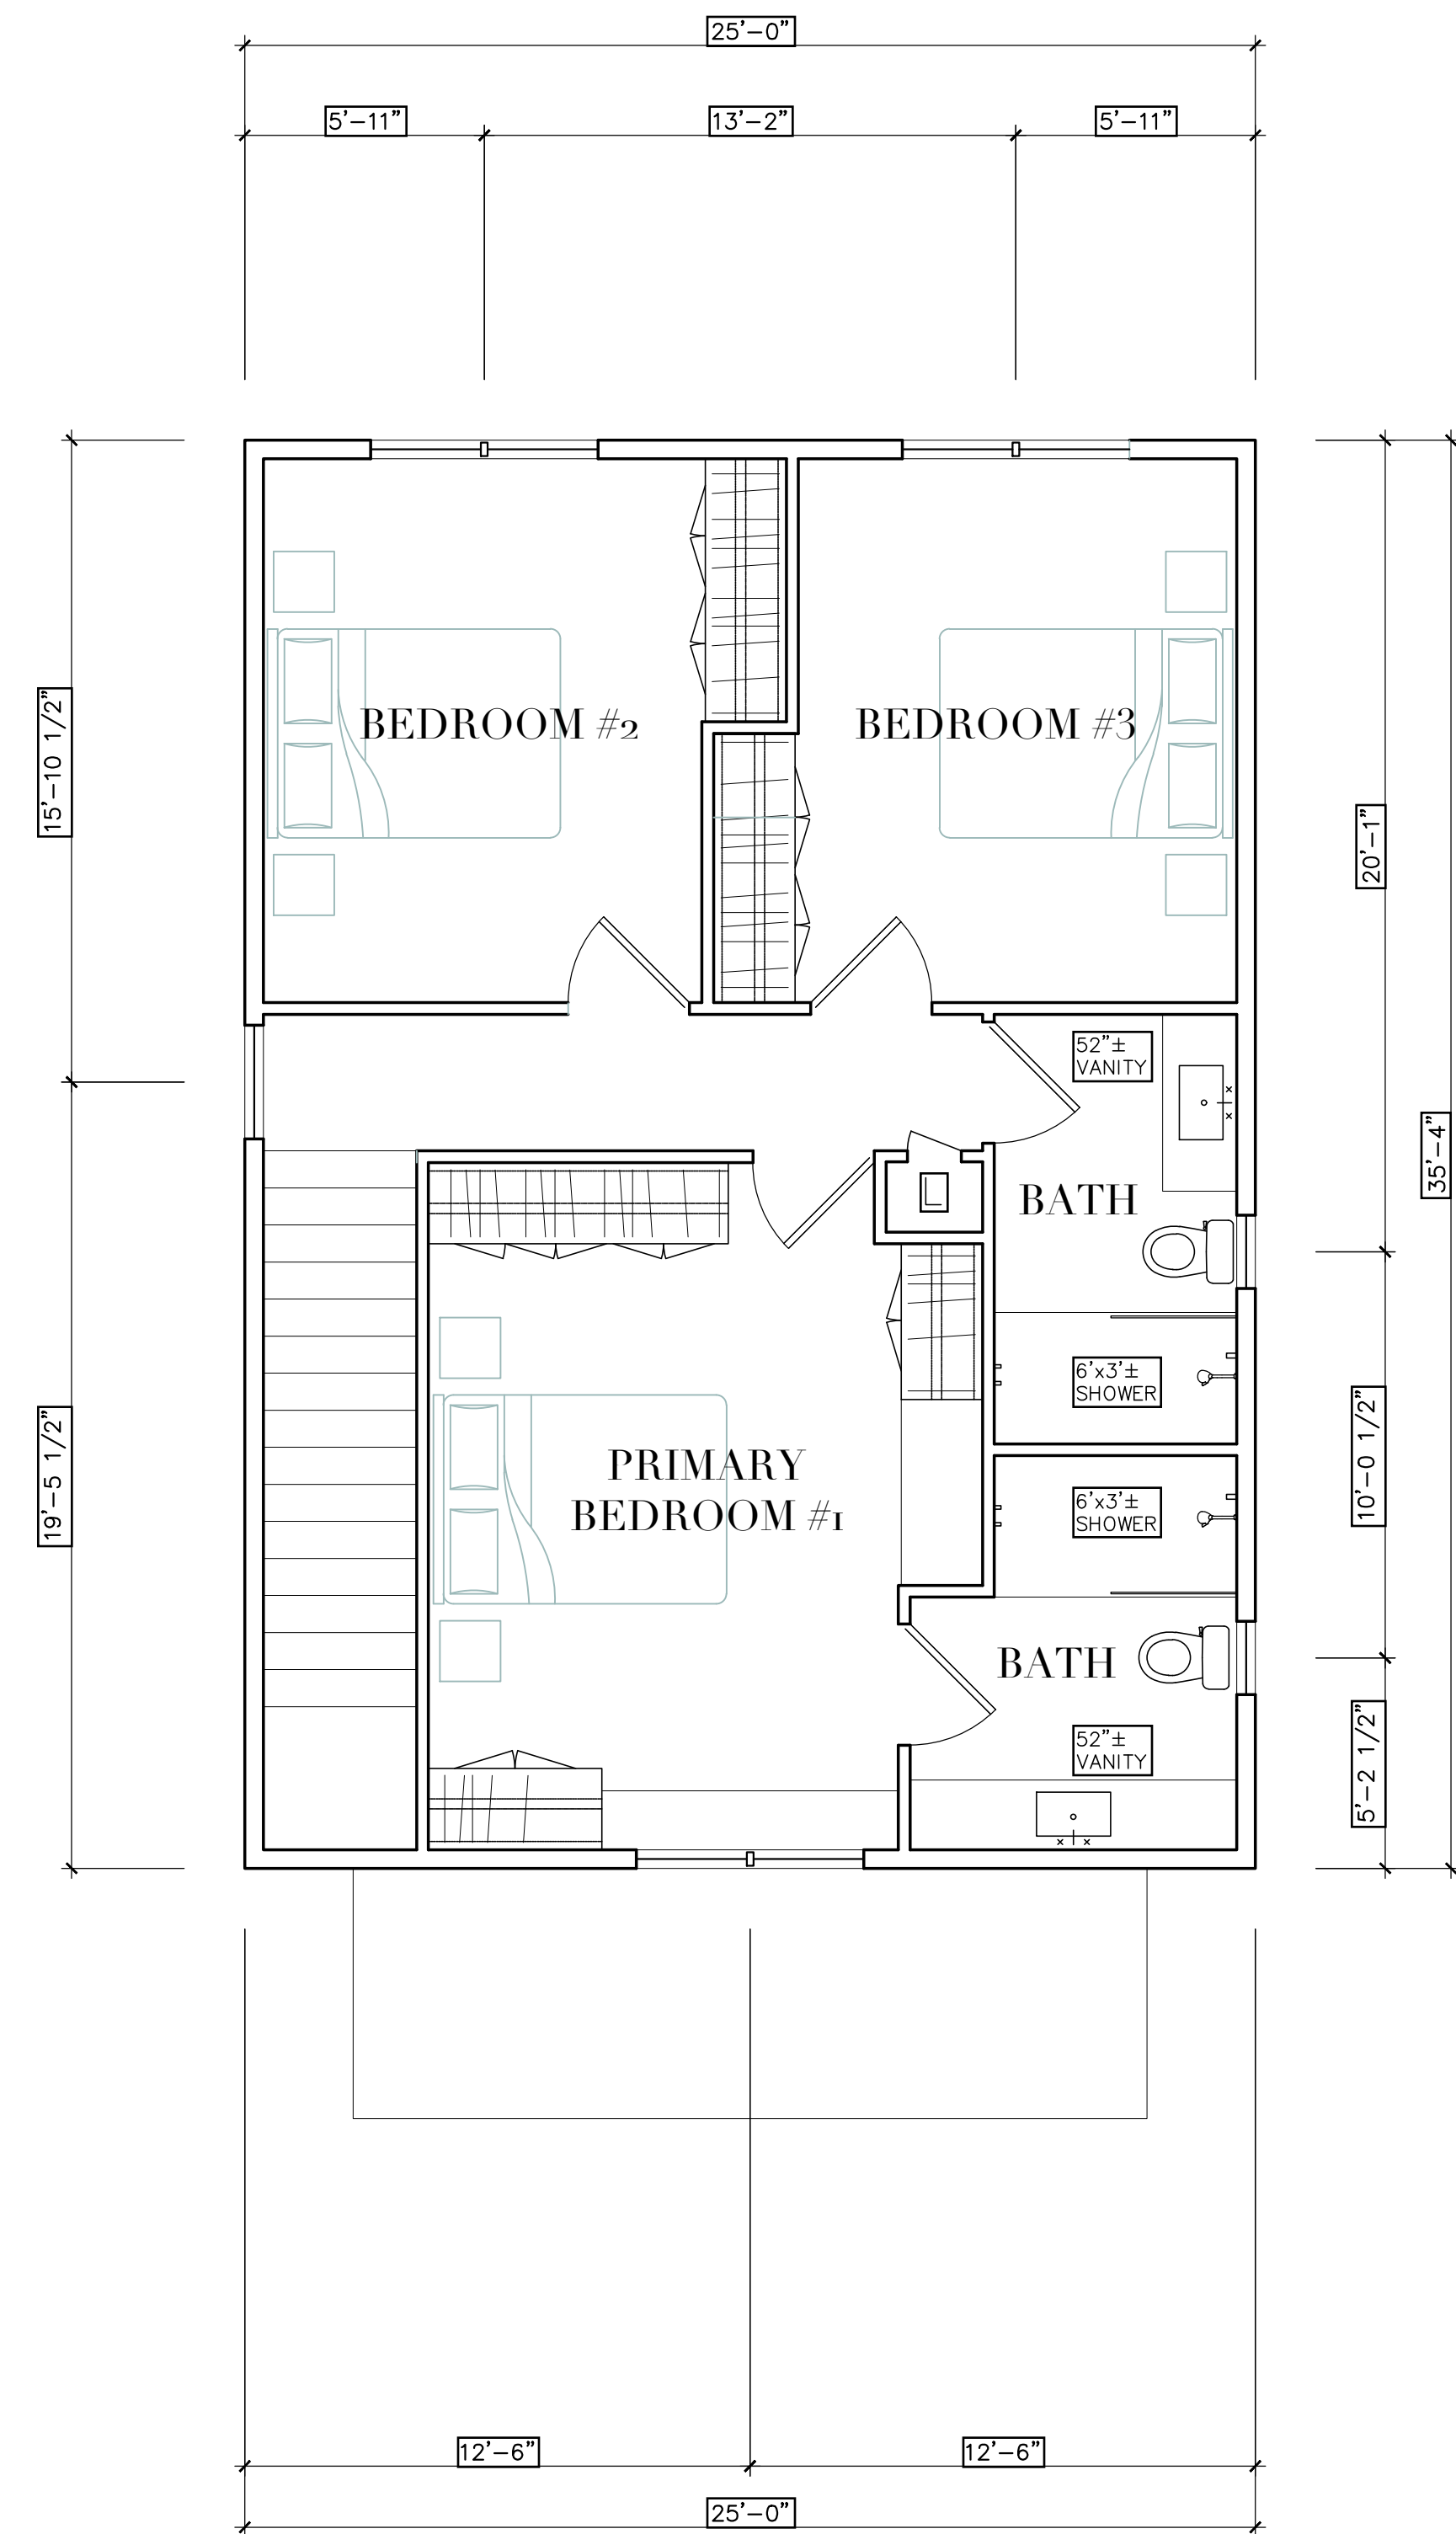 25'-0"
5'-11"
13'-2"
5'-11"
15'-10 1/2"
19'-5 1/2"
BEDROOM #2
BEDROOM #3
20'-1"
35'-4"
52"±
VANITY
BATH
6'x3'±
SHOWER
10'-0 1/2"
PRIMARY
BEDROOM #1
6'x3'±
SHOWER
BATH
52"±
VANITY
5'-2 1/2"
L
12'-6"
12'-6"
25'-0"